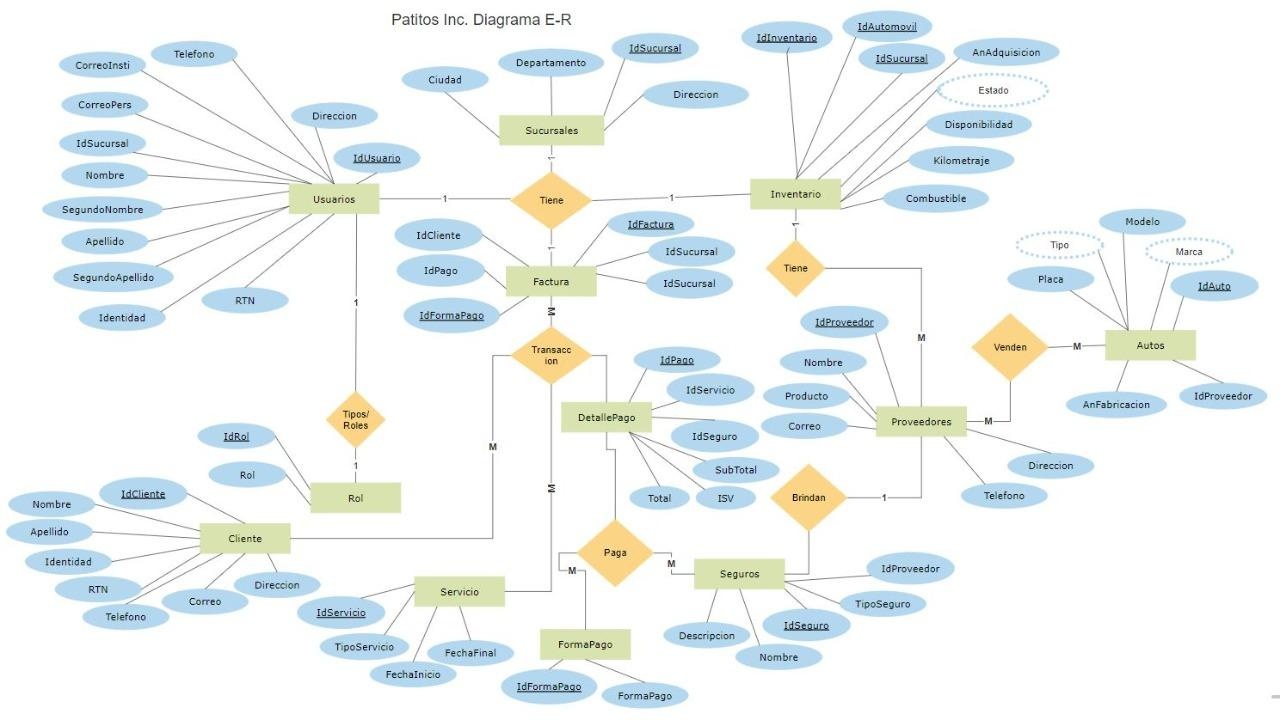 Patitos Inc. Diagrama E-R
CorreoInsti
Telefono
CorreoPers
Direccion
IdSucursal
IdUsuario
Nombre
Usuarios
SegundoNombre
Apellido
SegundoApellido
RTN
Identidad
Ciudad
Departamento
IdSucursal
Direccion
Sucursales
1
1
Tiene
1
1
IdInventario
IdAutomovil
IdSucursal
AnAdquisicion
Estado
Disponibilidad
Kilometraje
Combustible
Inventario
1
Tiene
M
IdCliente
IdFactura
IdSucursal
IdPago
Factura
IdSucursal
IdFormaPago
M
Transacc
ion
M
M
1
Tipos/
Roles
1
IdRol
Rol
Rol
Modelo
Tipo
Marca
Placa
IdAuto
Autos
AnFabricacion
IdProveedor
M
Venden
M
IdProveedor
Nombre
Producto
Correo
Proveedores
Direccion
Telefono
1
Brindan
IdPago
IdServicio
DetallePago
IdSeguro
SubTotal
Total
ISV
Paga
M
M
IdCliente
Nombre
Apellido
Cliente
Identidad
RTN
Telefono
Correo
Direccion
Servicio
IdServicio
TipoServicio
FechaInicio
FechaFinal
FormaPago
IdFormaPago
FormaPago
Seguros
IdProveedor
TipoSeguro
IdSeguro
Descripcion
Nombre